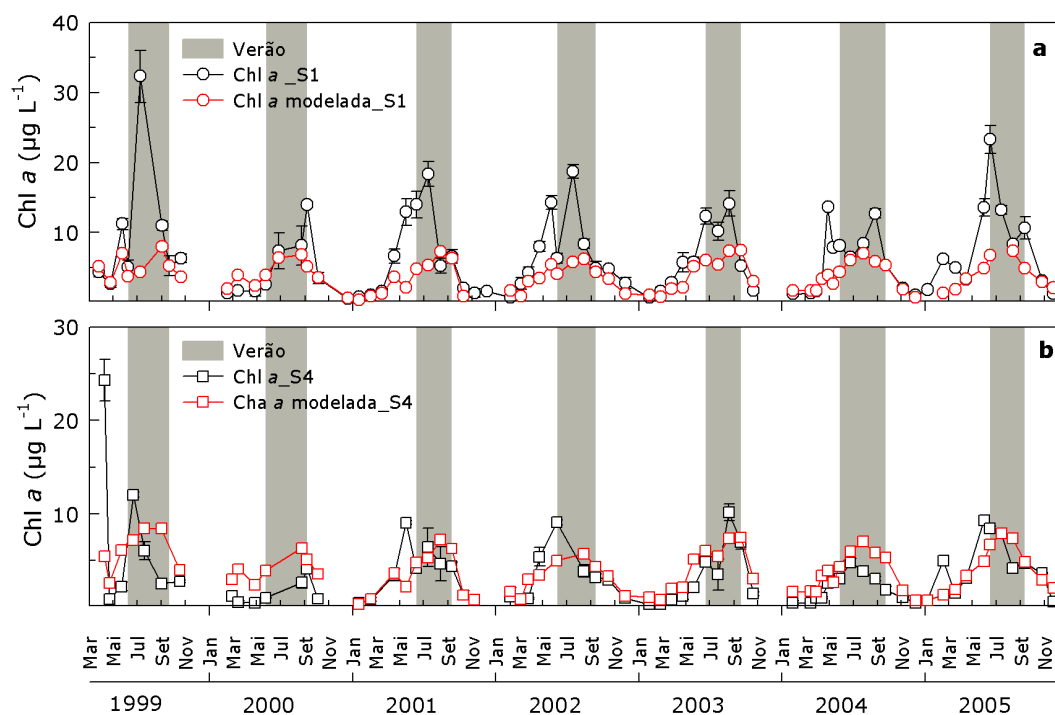 40
30
20
10
Chl a (µg L⁻¹)
a
Verão
Chl a _S1
Chl a modelada_S1
30
20
10
Chl a (µg L⁻¹)
b
Verão
Chl a_S4
Cha a modelada_S4
Mar Mai Jul Set Nov Jan Mar Mai Jul Set Nov Jan Mar Mai Jul Set Nov Jan Mar Mai Jul Set Nov Jan Mar Mai Jul Set Nov Jan Mar Mai Jul Set Nov Jan Mar Mai Jul Set Nov
1999 2000 2001 2002 2003 2004 2005